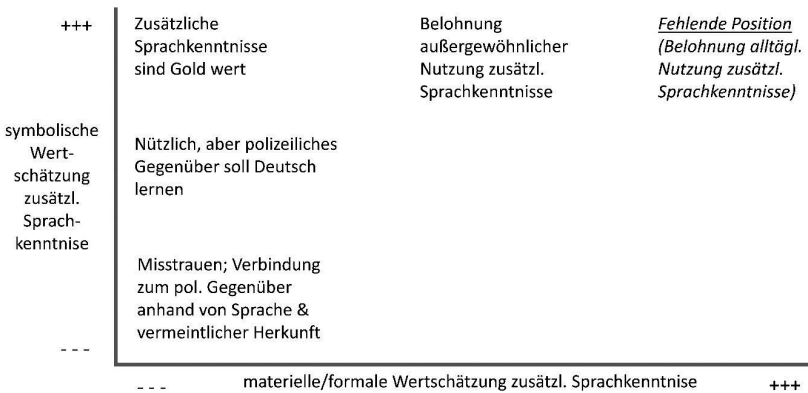 +++
symbolische
Wert-
schätzung
zusätzl.
Sprach-
kenntnise
- - -
Zusätzliche
Sprachkenntnisse
sind Gold wert
Belohnung
außergewöhnlicher
Nutzung zusätzl.
Sprachkenntnisse
Fehlende Position
(Belohnung alltägl.
Nutzung zusätzl.
Sprachkenntnisse)
Nützlich, aber polizeiliches
Gegenüber soll Deutsch
lernen
Misstrauen; Verbindung
zum pol. Gegenüber
anhand von Sprache &
vermeintlicher Herkunft
- - -
materielle/formale Wertschätzung zusätzl. Sprachkenntnise
+++